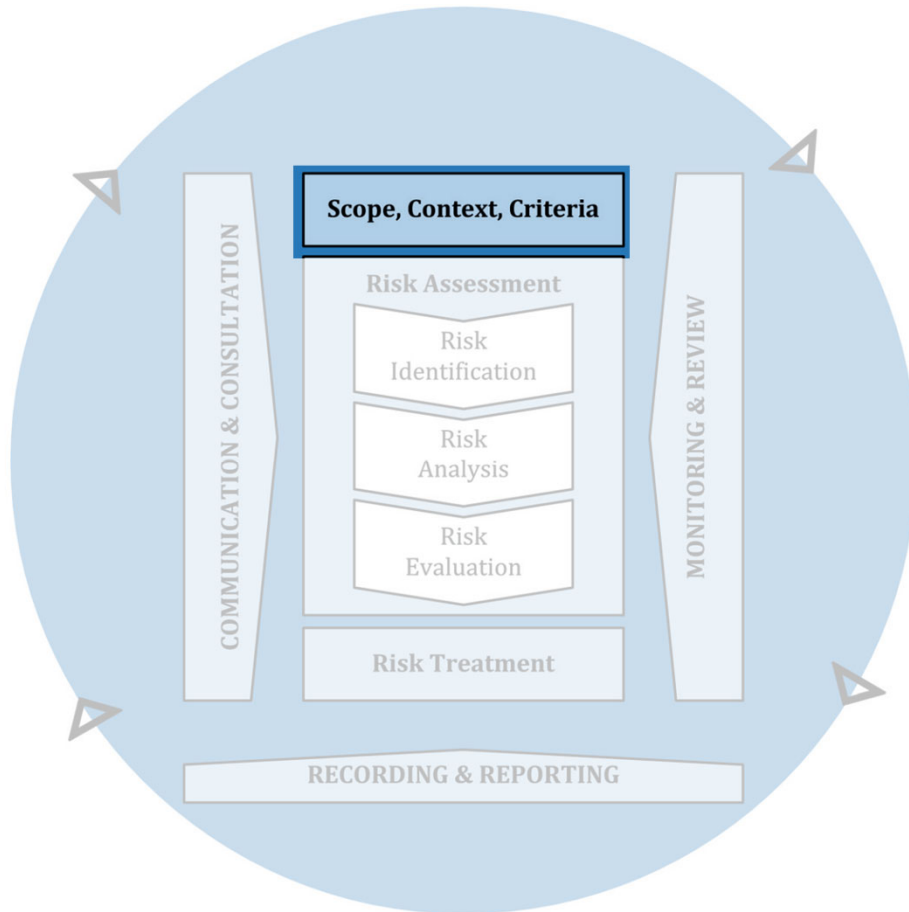 Scope, Context, Criteria
Risk Assessment
Risk
Identification
Risk
Analysis
Risk
Evaluation
Risk Treatment
COMMUNICATION & CONSULTATION
MONITORING & REVIEW
RECORDING & REPORTING